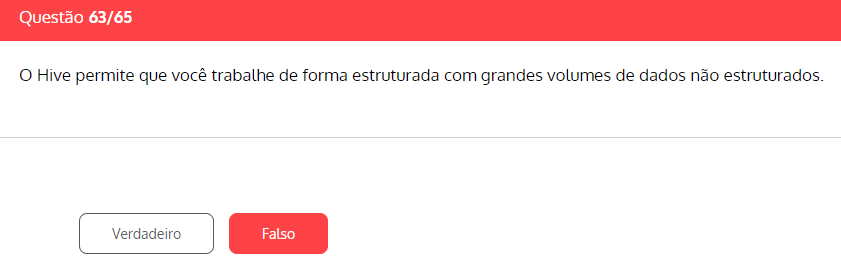 Questão 63/65
O Hive permite que você trabalhe de forma estruturada com grandes volumes de dados não estruturados.
Verdadeiro Falso